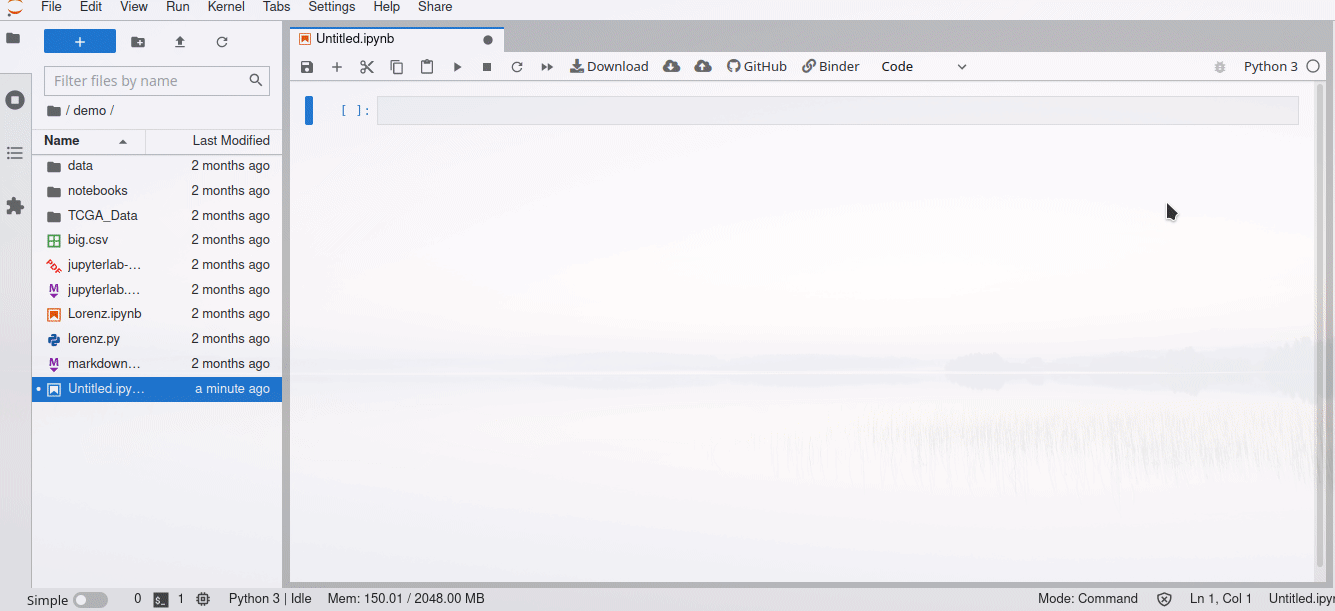 File Edit View Run Kernel Tabs Settings Help Share
Untitled.ipynb
Download GitHub Binder Code Python 3
Filter files by name
/ demo /
Name Last Modified
[ ]:
data 2 months ago
notebooks 2 months ago
TCGA_Data 2 months ago
big.csv 2 months ago
jupyterlab-... 2 months ago
jupyterlab.... 2 months ago
Lorenz.ipynb 2 months ago
lorenz.py 2 months ago
markdown... 2 months ago
Untitled.ipy... a minute ago
Simple 0 $_ 1 Python 3 | Idle Mem: 150.01 / 2048.00 MB Mode: Command Ln 1, Col 1 Untitled.ipyn